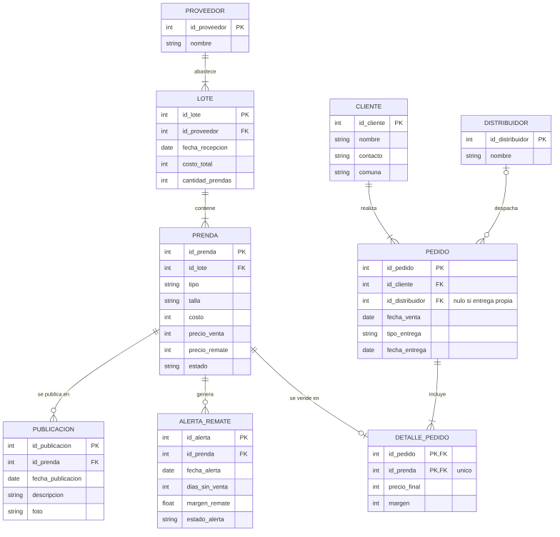 PROVEEDOR
int id_proveedor PK
string nombre
abastece
LOTE
int id_lote PK
int id_proveedor FK
date fecha_recepcion
int costo_total
int cantidad_prendas
CLIENTE
int id_cliente PK
string nombre
string contacto
string comuna
DISTRIBUIDOR
int id_distribuidor PK
string nombre
contiene
realiza
despacha
PRENDA
int id_prenda PK
int id_lote FK
string tipo
string talla
int costo
int precio_venta
int precio_remate
string estado
PEDIDO
int id_pedido PK
int id_cliente FK
int id_distribuidor FK nulo si entrega propia
date fecha_venta
string tipo_entrega
date fecha_entrega
se publica en
genera
se vende en
incluye
PUBLICACION
int id_publicacion PK
int id_prenda FK
date fecha_publicacion
string descripcion
string foto
ALERTA_REMATE
int id_alerta PK
int id_prenda FK
date fecha_alerta
int dias_sin_venta
float margen_remate
string estado_alerta
DETALLE_PEDIDO
int id_pedido PK,FK
int id_prenda PK,FK unico
int precio_final
int margen